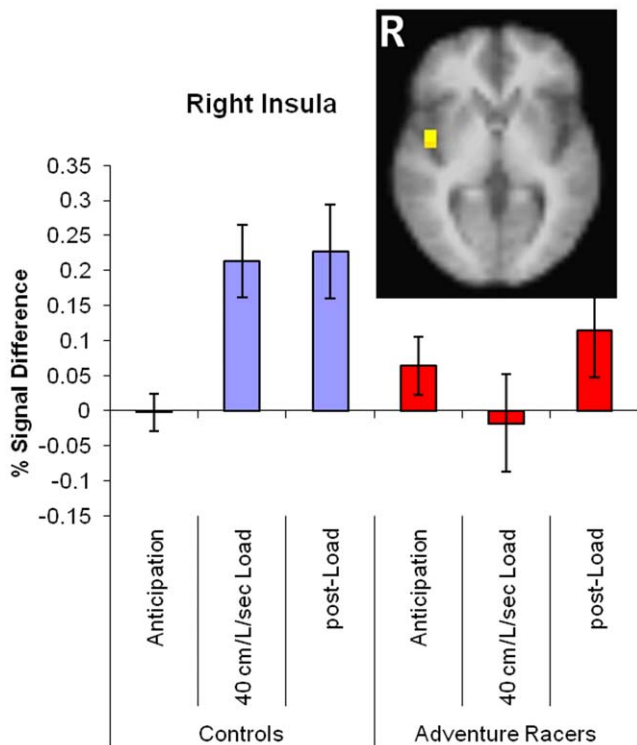 R
Right Insula
% Signal Difference
0.35
0.3
0.25
0.2
0.15
0.1
0.05
0
-0.05
-0.1
-0.15
Anticipation
40 cm/L/sec Load
post-Load
Anticipation
40 cm/L/sec Load
post-Load
Controls
Adventure Racers